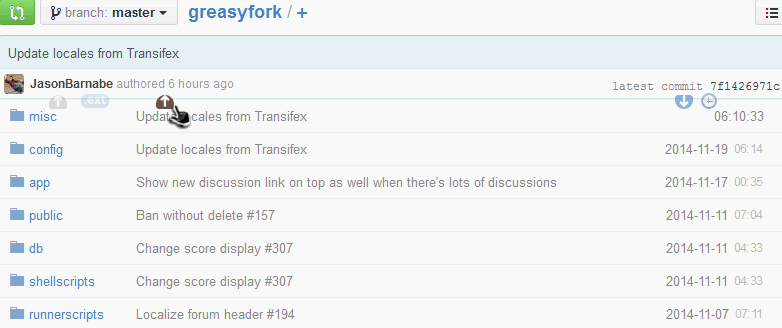 branch: master greasyfork / +
Update locales from Transifex
JasonBarnabe authored 6 hours ago latest commit 7f1426971c
.ext
misc Update locales from Transifex 06:10:33
config Update locales from Transifex 2014-11-19 06:14
app Show new discussion link on top as well when there's lots of discussions 2014-11-17 00:35
public Ban without delete #157 2014-11-11 07:04
db Change score display #307 2014-11-11 04:33
shellscripts Change score display #307 2014-11-11 04:33
runnerscripts Localize forum header #194 2014-11-07 07:11